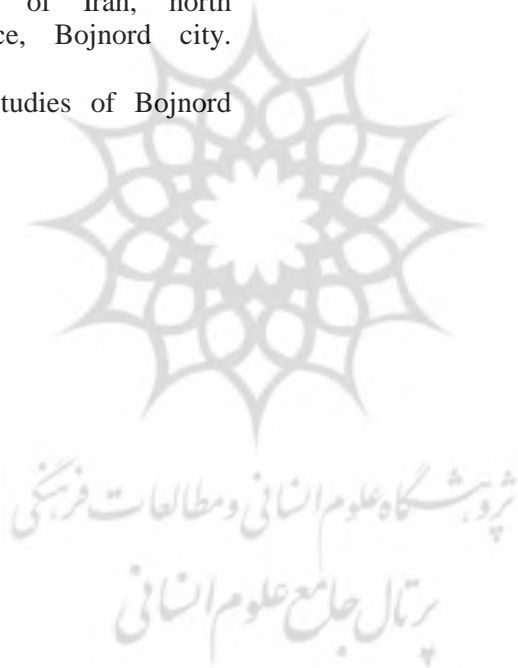 of Iran, north
ce, Bojnord city.
tudies of Bojnord
پژوهشگاه علوم انسانی و مطالعات فرهنگی
پرتال جامع علوم انسانی